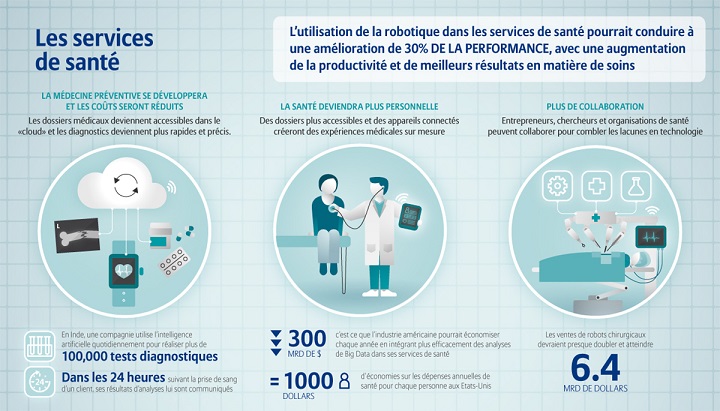 Les services
de santé
L'utilisation de la robotique dans les services de santé pourrait conduire à
une amélioration de 30% DE LA PERFORMANCE, avec une augmentation
de la productivité et de meilleurs résultats en matière de soins
LA MÉDECINE PRÉVENTIVE SE DÉVELOPPERA
ET LES COÛTS SERONT RÉDUITS
Les dossiers médicaux deviennent accessibles dans le
«cloud» et les diagnostics deviennent plus rapides et précis.
L
En Inde, une compagnie utilise l'intelligence
artificielle quotidiennement pour réaliser plus de
100,000 tests diagnostiques
24
Dans les 24 heures suivant la prise de sang
d'un client, ses résultats d'analyses lui sont communiqués
LA SANTÉ DEVIENDRA PLUS PERSONNELLE
Des dossiers plus accessibles et des appareils connectés
créeront des expériences médicales sur mesure
300
MRD DE $
c'est ce que l'industrie américaine pourrait économiser
chaque année en intégrant plus efficacement des analyses
de Big Data dans ses services de santé
= 1000
DOLLARS
d'économies sur les dépenses annuelles de
santé pour chaque personne aux Etats-Unis
PLUS DE COLLABORATION
Entrepreneurs, chercheurs et organisations de santé
peuvent collaborer pour combler les lacunes en technologie
Les ventes de robots chirurgicaux
devraient presque doubler et atteindre
6.4
MRD DE DOLLARS